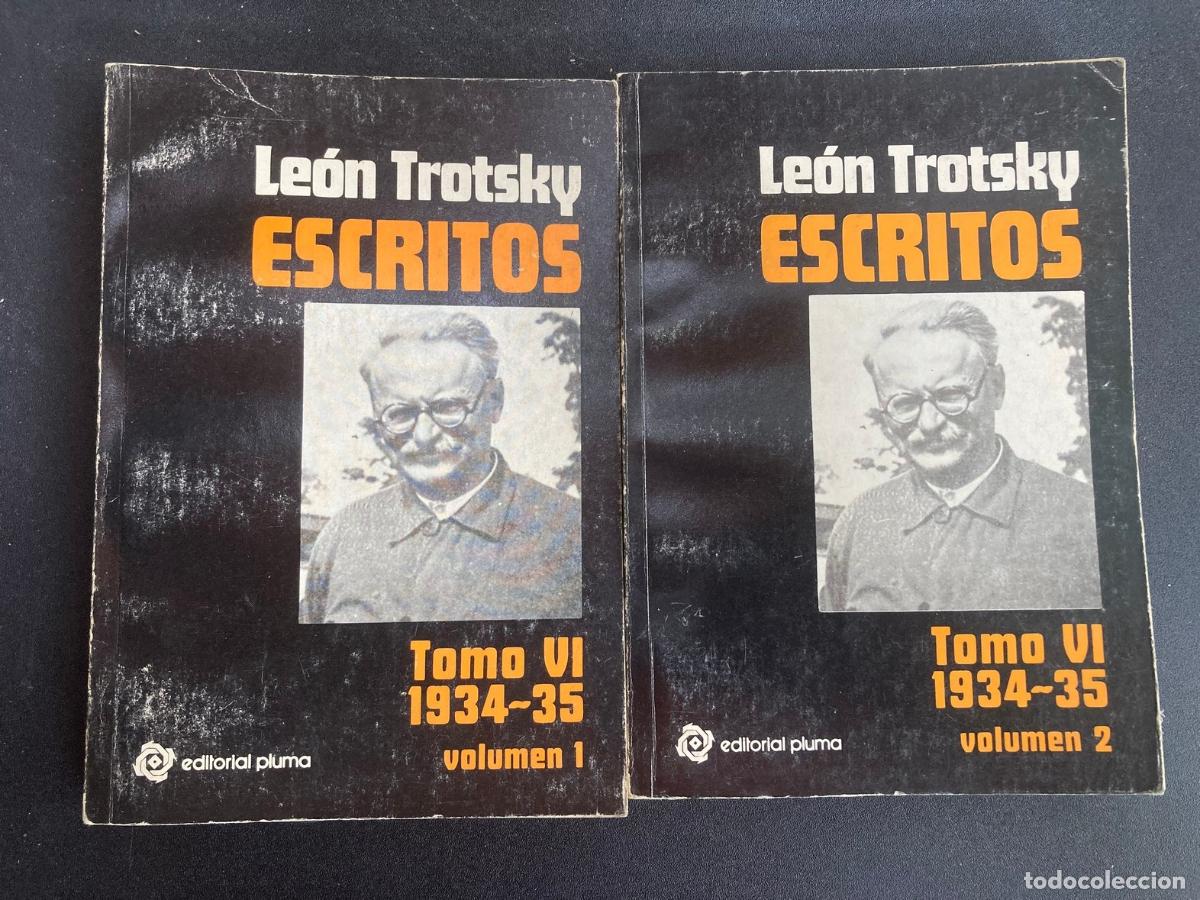 León Trotsky
ESCRITOS
Tomo VI
1934~35
volumen 1
editorial pluma
León Trotsky
ESCRITOS
Tomo VI
1934~35
volumen 2
editorial pluma
todocoleccion